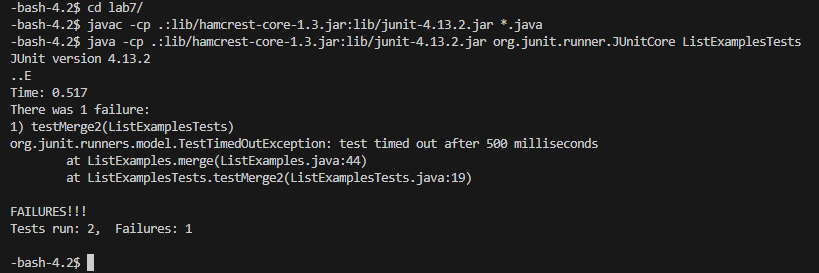 -bash-4.2$ cd lab7/
-bash-4.2$ javac -cp .:lib/hamcrest-core-1.3.jar:lib/junit-4.13.2.jar *.java
-bash-4.2$ java -cp .:lib/hamcrest-core-1.3.jar:lib/junit-4.13.2.jar org.junit.runner.JUnitCore ListExamplesTests
JUnit version 4.13.2
..E
Time: 0.517
There was 1 failure:
1) testMerge2(ListExamplesTests)
org.junit.runners.model.TestTimedOutException: test timed out after 500 milliseconds
        at ListExamples.merge(ListExamples.java:44)
        at ListExamplesTests.testMerge2(ListExamplesTests.java:19)
FAILURES!!!
Tests run: 2,  Failures: 1
-bash-4.2$